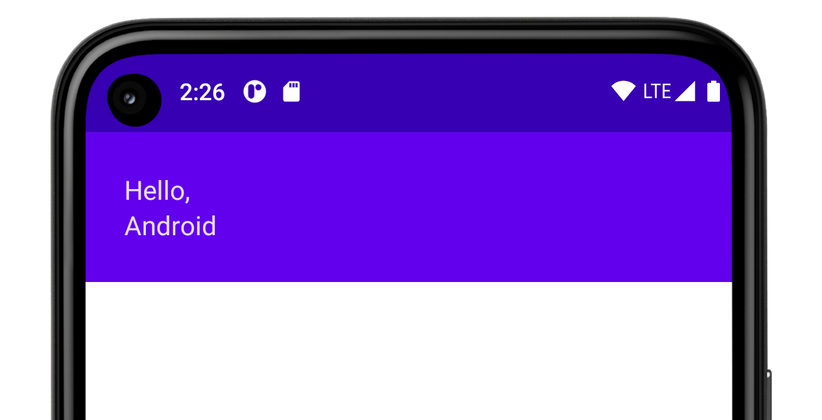 2:26 LTE
Hello,
Android